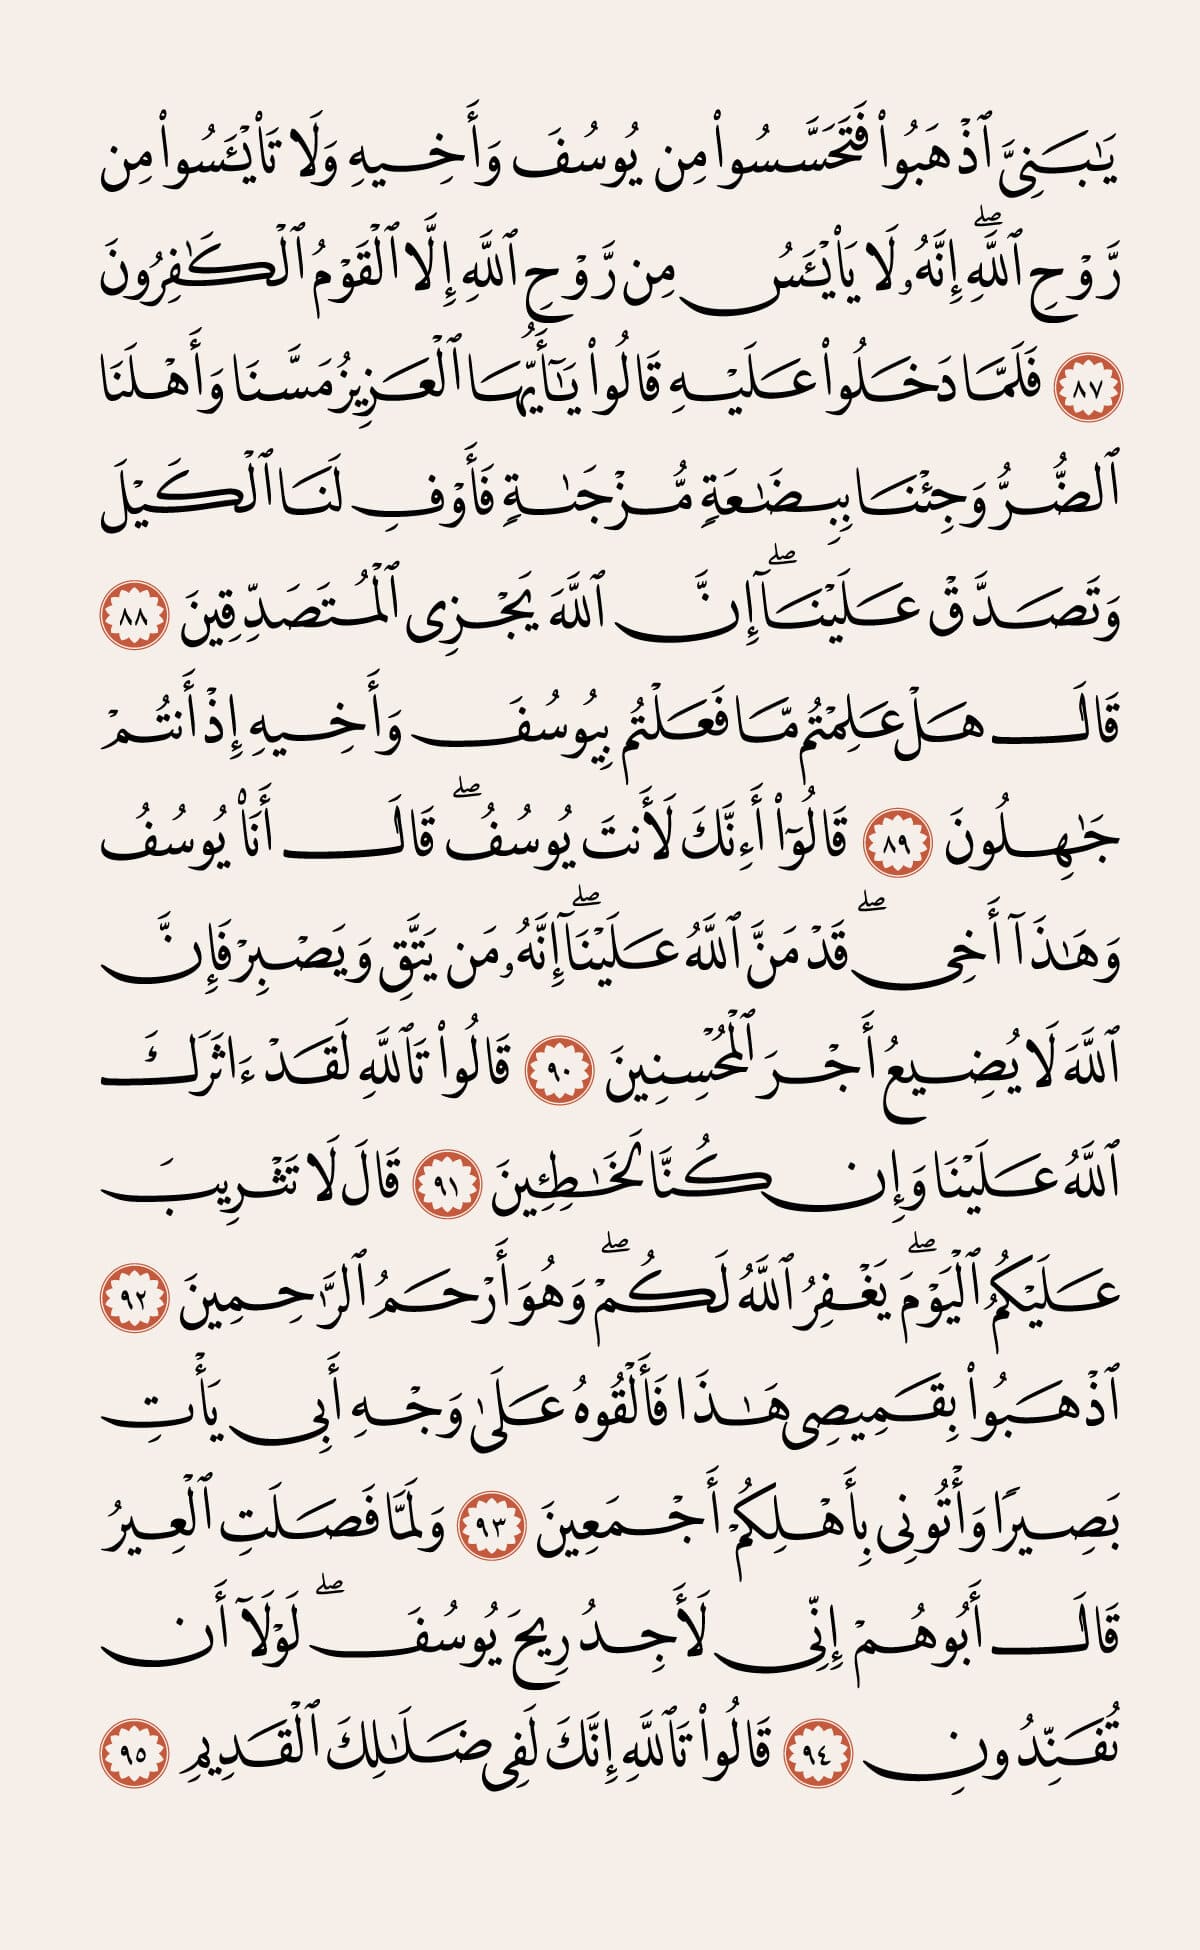 يَٰبَنِىَّ ٱذْهَبُوا۟ فَتَحَسَّسُوا۟ مِن يُوسُفَ وَأَخِيهِ وَلَا تَا۟يْـَٔسُوا۟ مِن
رَّوْحِ ٱللَّهِ ۖ إِنَّهُۥ لَا يَا۟يْـَٔسُ مِن رَّوْحِ ٱللَّهِ إِلَّا ٱلْقَوْمُ ٱلْكَٰفِرُونَ
٨٧ فَلَمَّا دَخَلُوا۟ عَلَيْهِ قَالُوا۟ يَٰٓأَيُّهَا ٱلْعَزِيزُ مَسَّنَا وَأَهْلَنَا
ٱلضُّرُّ وَجِئْنَا بِبِضَٰعَةٍ مُّزْجَىٰةٍ فَأَوْفِ لَنَا ٱلْكَيْلَ
وَتَصَدَّقْ عَلَيْنَآ ۖ إِنَّ ٱللَّهَ يَجْزِى ٱلْمُتَصَدِّقِينَ ٨٨
قَالَ هَلْ عَلِمْتُم مَّا فَعَلْتُم بِيُوسُفَ وَأَخِيهِ إِذْ أَنتُمْ
جَٰهِلُونَ ٨٩ قَالُوٓا۟ أَءِنَّكَ لَأَنتَ يُوسُفُ ۖ قَالَ أَنَا۠ يُوسُفُ
وَهَٰذَآ أَخِى ۖ قَدْ مَنَّ ٱللَّهُ عَلَيْنَآ ۖ إِنَّهُۥ مَن يَتَّقِ وَيَصْبِرْ فَإِنَّ
ٱللَّهَ لَا يُضِيعُ أَجْرَ ٱلْمُحْسِنِينَ ٩٠ قَالُوا۟ تَٱللَّهِ لَقَدْ ءَاثَرَكَ
ٱللَّهُ عَلَيْنَا وَإِن كُنَّا لَخَٰطِـِٔينَ ٩١ قَالَ لَا تَثْرِيبَ
عَلَيْكُمُ ٱلْيَوْمَ ۖ يَغْفِرُ ٱللَّهُ لَكُمْ ۖ وَهُوَ أَرْحَمُ ٱلرَّٰحِمِينَ ٩٢
ٱذْهَبُوا۟ بِقَمِيصِى هَٰذَا فَأَلْقُوهُ عَلَىٰ وَجْهِ أَبِى يَأْتِ
بَصِيرًا وَأْتُونِى بِأَهْلِكُمْ أَجْمَعِينَ ٩٣ وَلَمَّا فَصَلَتِ ٱلْعِيرُ
قَالَ أَبُوهُمْ إِنِّى لَأَجِدُ رِيحَ يُوسُفَ ۖ لَوْلَآ أَن
تُفَنِّدُونِ ٩٤ قَالُوا۟ تَٱللَّهِ إِنَّكَ لَفِى ضَلَٰلِكَ ٱلْقَدِيمِ ٩٥